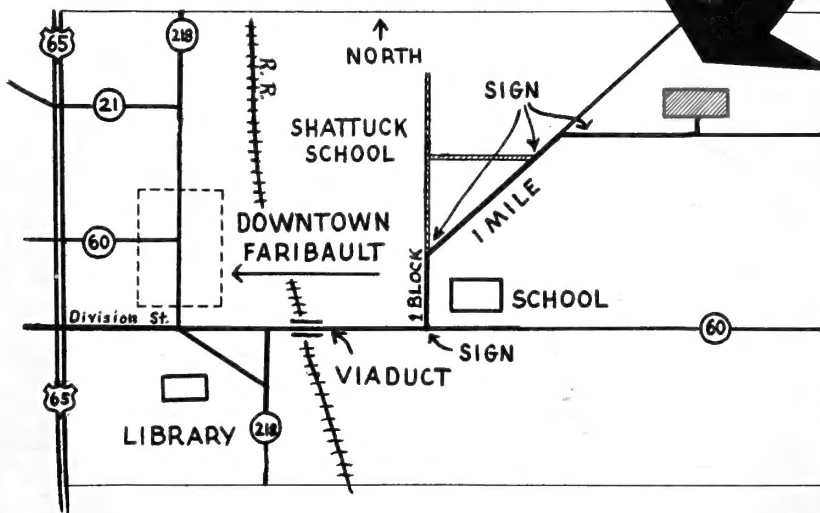 65
218
R.R.
NORTH
21
SIGN
SHATTUCK
SCHOOL
1 MILE
DOWNTOWN
FARIBAULT
60
1 BLOCK
SCHOOL
Division St.
60
SIGN
VIADUCT
65
LIBRARY
218